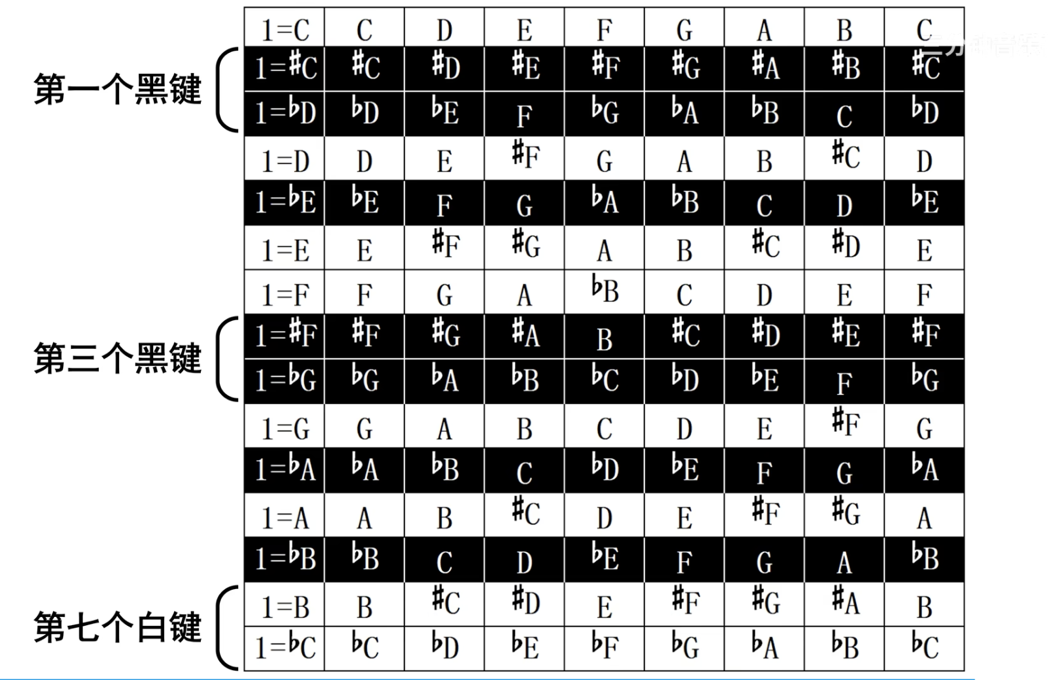 1=C C D E F G A B C
第一个黑键
1=♯C ♯C ♯D ♯E ♯F ♯G ♯A ♯B ♯C
1=♭D ♭D ♭E F ♭G ♭A ♭B C ♭D
1=D D E ♯F G A B ♯C D
1=♭E ♭E F G ♭A ♭B C D ♭E
1=E E ♯F ♯G A B ♯C ♯D E
1=F F G A ♭B C D E F
第三个黑键
1=♯F ♯F ♯G ♯A B ♯C ♯D ♯E ♯F
1=♭G ♭G ♭A ♭B ♭C ♭D ♭E F ♭G
1=G G A B C D E ♯F G
1=♭A ♭A ♭B C ♭D ♭E F G ♭A
1=A A B ♯C D E ♯F ♯G A
1=♭B ♭B C D ♭E F G A ♭B
第七个白键
1=B B ♯C ♯D E ♯F ♯G ♯A B
1=♭C ♭C ♭D ♭E ♭F ♭G ♭A ♭B ♭C